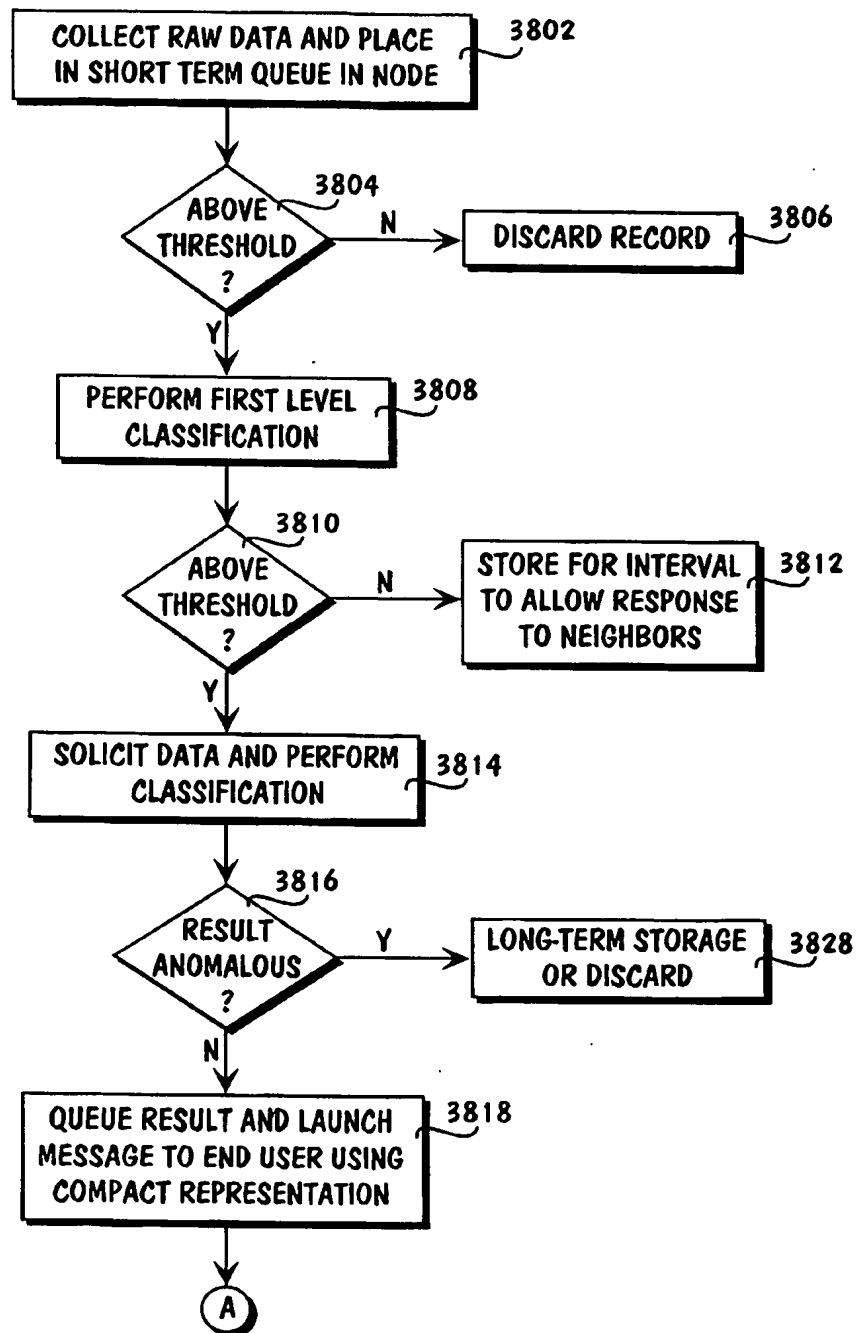 COLLECT RAW DATA AND PLACE
IN SHORT TERM QUEUE IN NODE
3802
3804
ABOVE
THRESHOLD
?
N
DISCARD RECORD
3806
Y
PERFORM FIRST LEVEL
CLASSIFICATION
3808
3810
ABOVE
THRESHOLD
?
N
STORE FOR INTERVAL
TO ALLOW RESPONSE
TO NEIGHBORS
3812
Y
SOLICIT DATA AND PERFORM
CLASSIFICATION
3814
3816
RESULT
ANOMALOUS
?
Y
LONG-TERM STORAGE
OR DISCARD
3828
N
QUEUE RESULT AND LAUNCH
MESSAGE TO END USER USING
COMPACT REPRESENTATION
3818
A